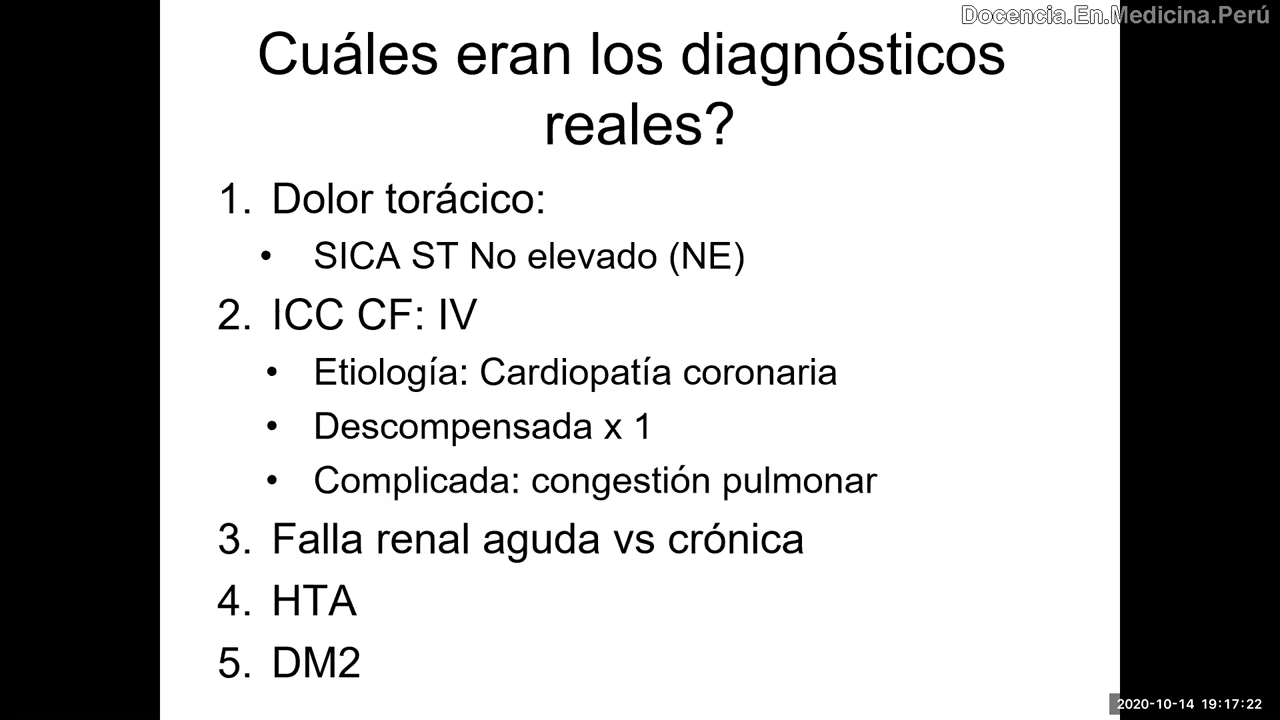 Docencia.En.Medicina.Perú
Cuáles eran los diagnósticos
reales?
1. Dolor torácico:
• SICA ST No elevado (NE)
2. ICC CF: IV
• Etiología: Cardiopatía coronaria
• Descompensada x 1
• Complicada: congestión pulmonar
3. Falla renal aguda vs crónica
4. HTA
5. DM2
2020-10-14 19:17:22